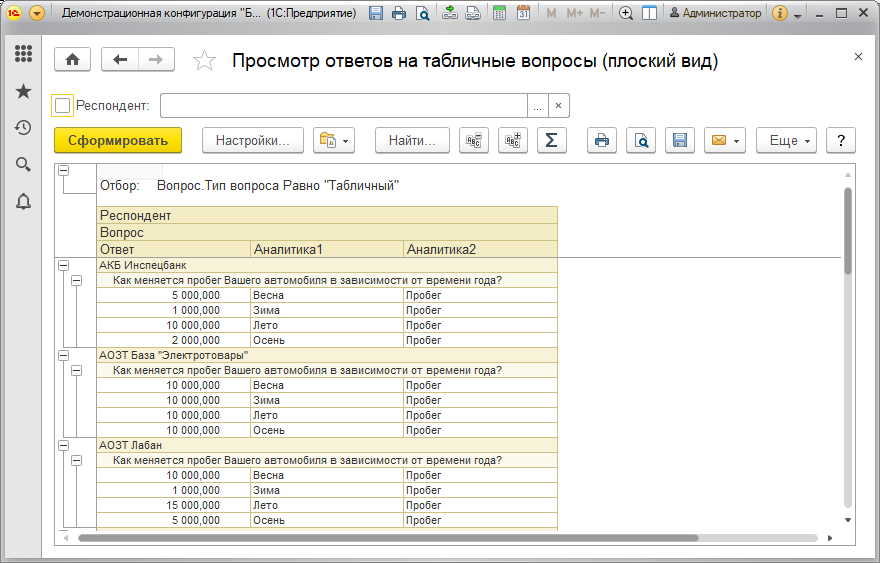 Демонстрационная конфигурация "Б... (1С:Предприятие) M M+ M- Администратор
Просмотр ответов на табличные вопросы (плоский вид)
Респондент: ... ×
Сформировать Настройки... Найти... Σ Еще ?
Отбор: Вопрос.Тип вопроса Равно "Табличный"
Респондент
Вопрос
Ответ Аналитика1 Аналитика2
АКБ Инспецбанк
Как меняется пробег Вашего автомобиля в зависимости от времени года?
5 000,000 Весна Пробег
1 000,000 Зима Пробег
10 000,000 Лето Пробег
2 000,000 Осень Пробег
АОЗТ База "Электротовары"
Как меняется пробег Вашего автомобиля в зависимости от времени года?
10 000,000 Весна Пробег
10 000,000 Зима Пробег
10 000,000 Лето Пробег
10 000,000 Осень Пробег
АОЗТ Лабан
Как меняется пробег Вашего автомобиля в зависимости от времени года?
10 000,000 Весна Пробег
1 000,000 Зима Пробег
15 000,000 Лето Пробег
5 000,000 Осень Пробег